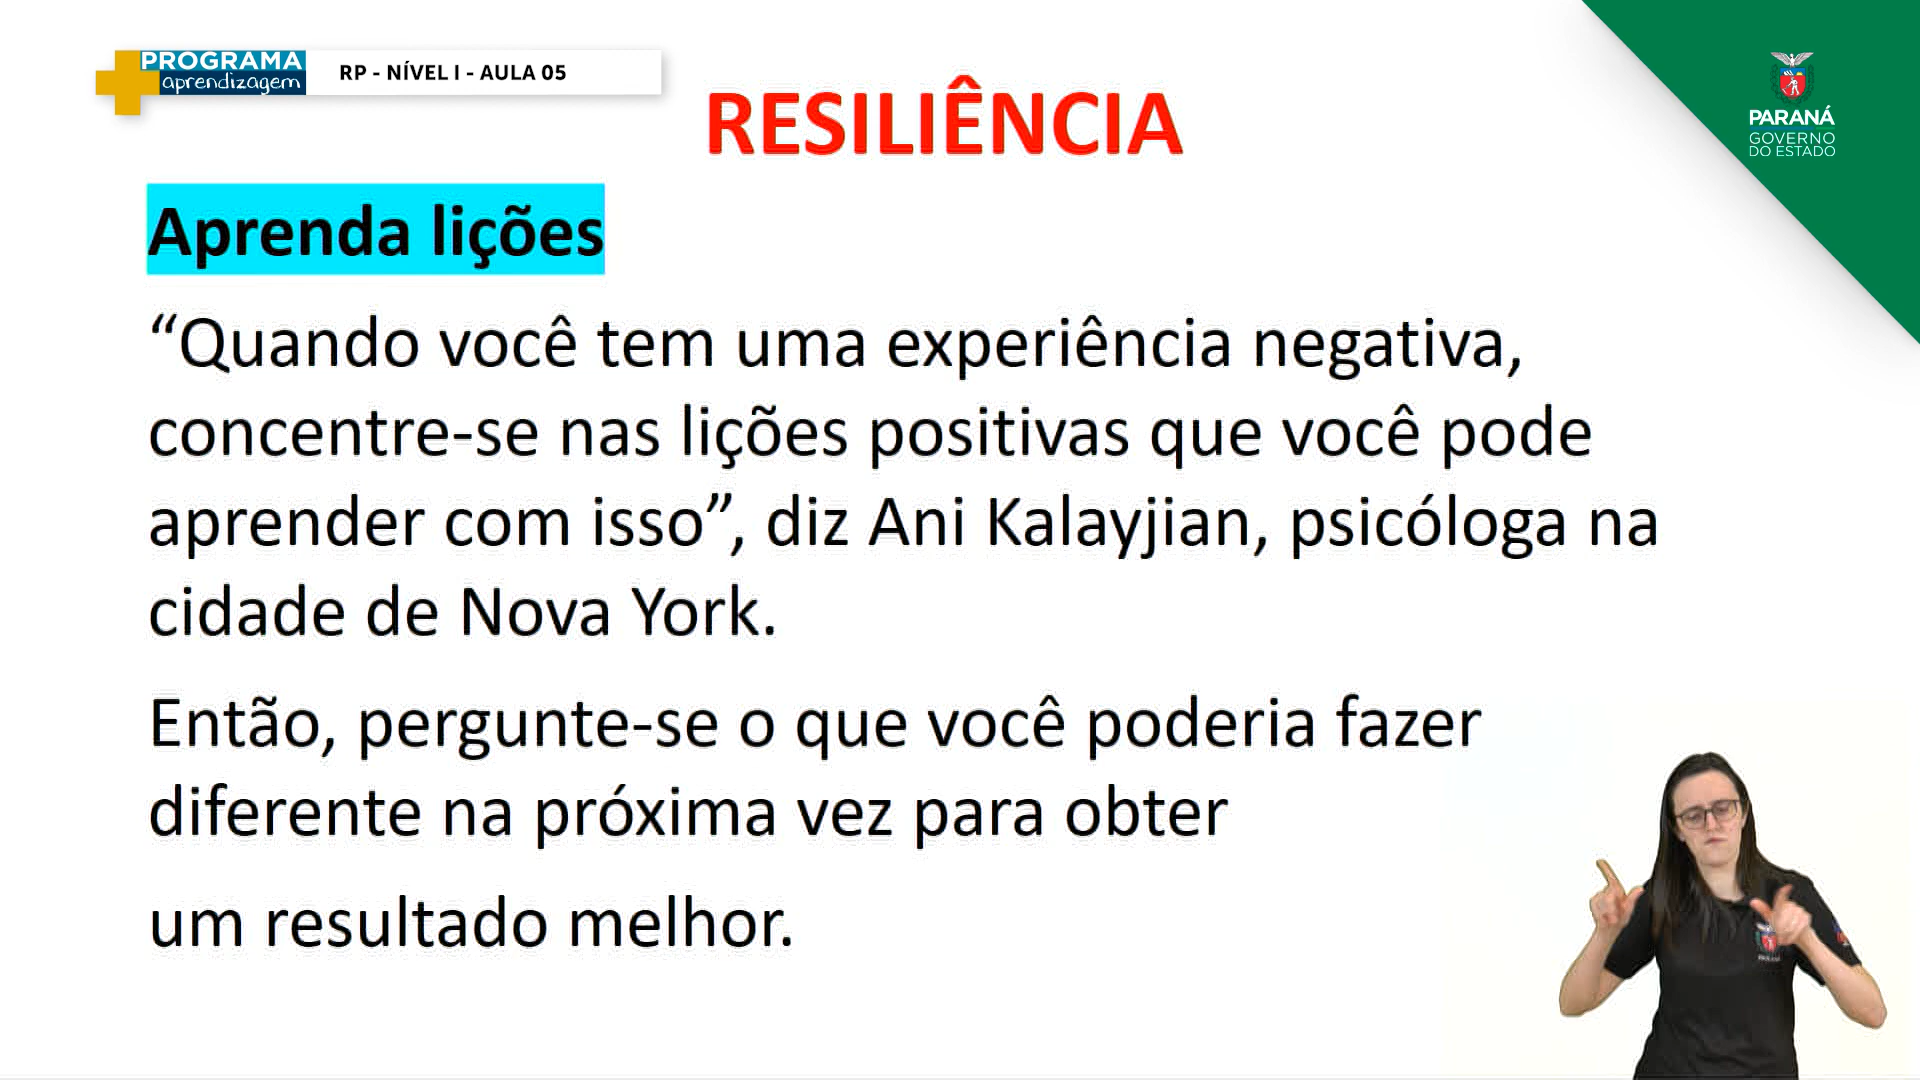 PROGRAMA
aprendizagem
RP - NÍVEL I - AULA 05
RESILIÊNCIA
PARANÁ
GOVERNO
DO ESTADO
Aprenda lições
“Quando você tem uma experiência negativa,
concentre-se nas lições positivas que você pode
aprender com isso”, diz Ani Kalayjian, psicóloga na
cidade de Nova York.
Então, pergunte-se o que você poderia fazer
diferente na próxima vez para obter
um resultado melhor.